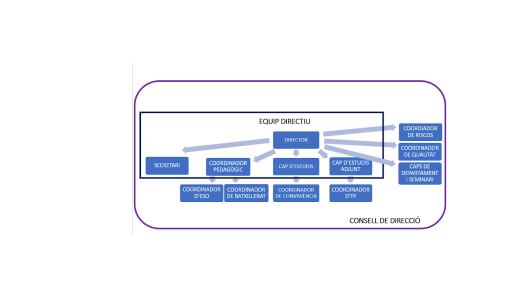 EQUIP DIRECTIU
DIRECTOR
COORDIADOR
DE RISCOS
COORDINADOR
DE QUALITAT
CAPS DE
DEPARTAMENT
I SEMINARI
SECRETARI
COORDINADOR
PEDAGÒGIC
CAP D'ESTUDIS
CAP D'ESTUDIS
ADJUNT
COORDINADOR
D'ESO
COORDINADOR
DE BATXILLERAT
COORDINADOR
DE CONVIVÈNCIA
COORDINADOR
D'FP
CONSELL DE DIRECCIÓ